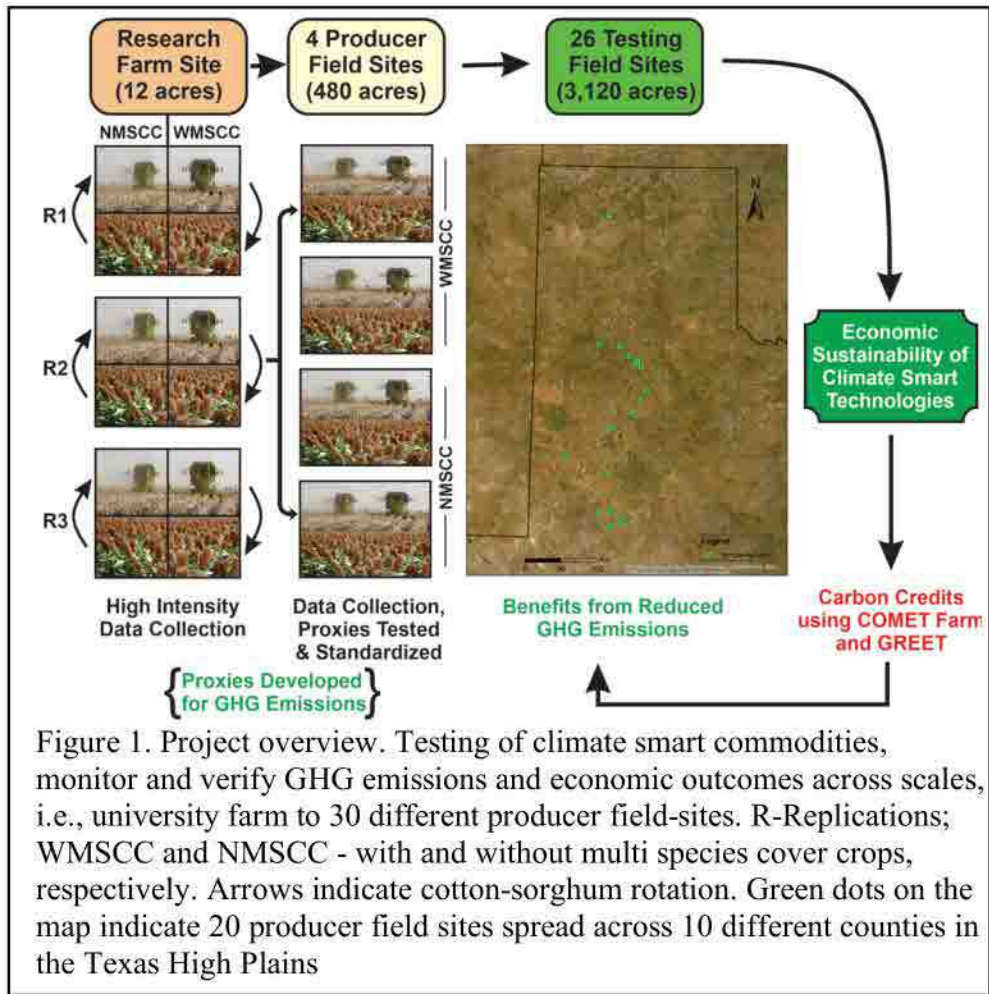 Research
Farm Site
(12 acres)
4 Producer
Field Sites
(480 acres)
26 Testing
Field Sites
(3,120 acres)
NMSCC WMSCC
R1
R2
R3
WMSCC
NMSCC
N
Economic
Sustainability of
Climate Smart
Technologies
High Intensity
Data Collection
Data Collection,
Proxies Tested
& Standardized
{Proxies Developed
for GHG Emissions}
Benefits from Reduced
GHG Emissions
Carbon Credits
using COMET Farm
and GREET
Figure 1. Project overview. Testing of climate smart commodities,
monitor and verify GHG emissions and economic outcomes across scales,
i.e., university farm to 30 different producer field-sites. R-Replications;
WMSCC and NMSCC - with and without multi species cover crops,
respectively. Arrows indicate cotton-sorghum rotation. Green dots on the
map indicate 20 producer field sites spread across 10 different counties in
the Texas High Plains